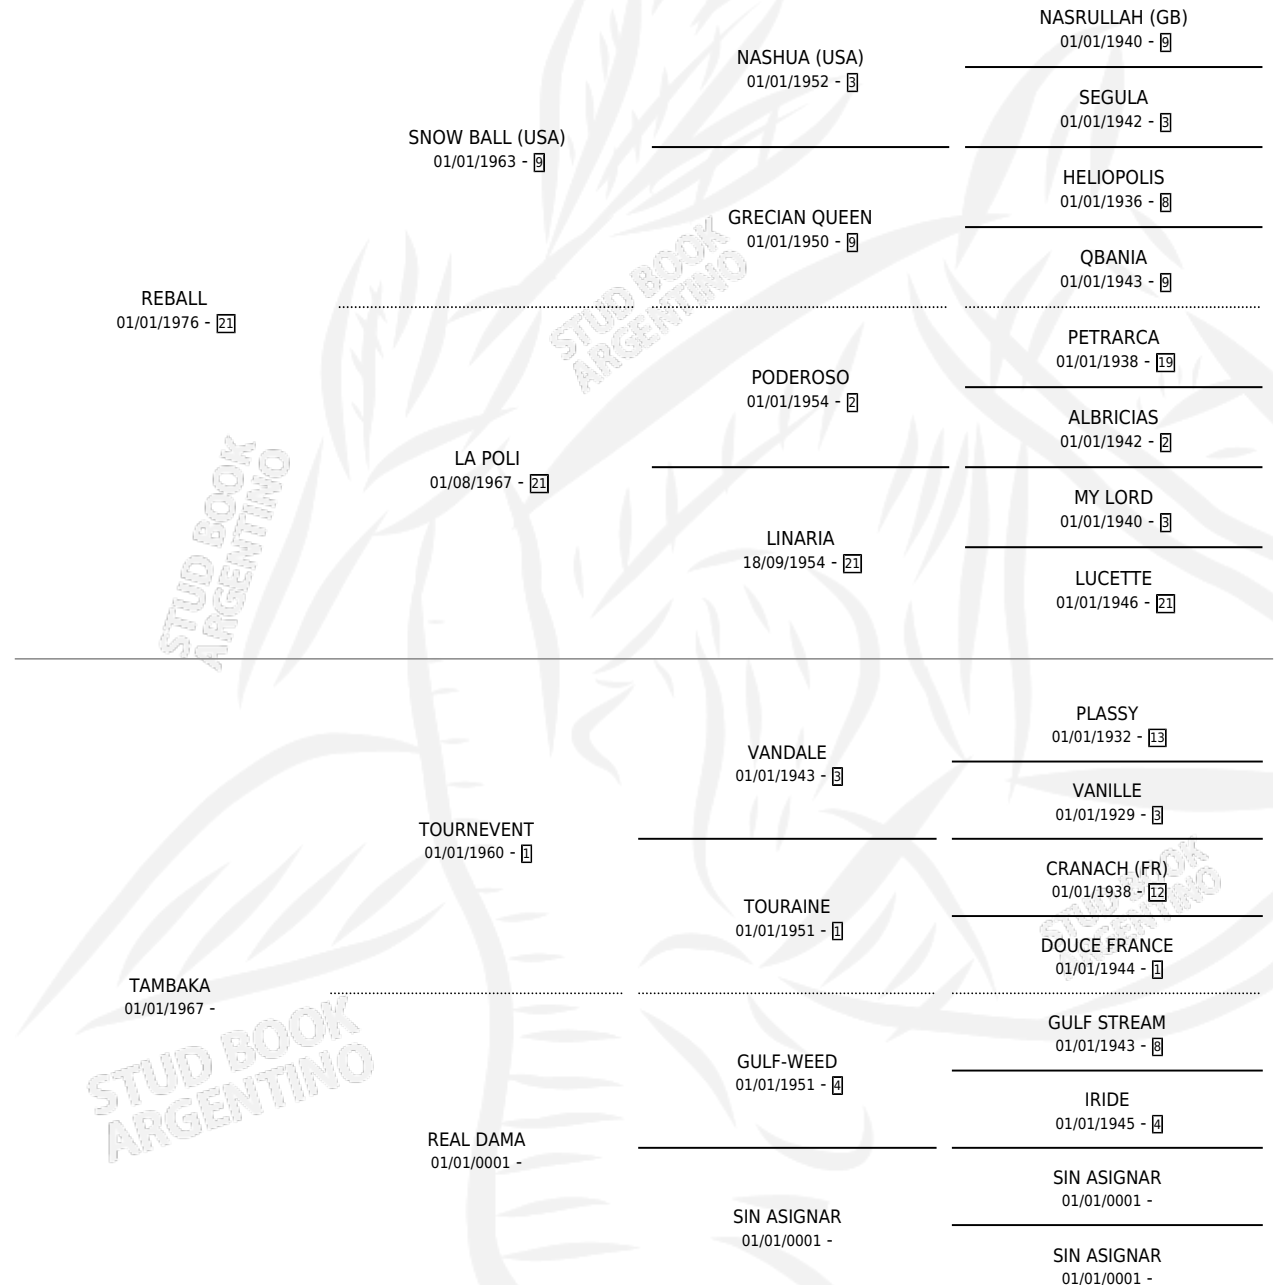 NASRULLAH (GB)
01/01/1940 - 9
NASHUA (USA)
01/01/1952 - 3
SEGULA
01/01/1942 - 3
SNOW BALL (USA)
01/01/1963 - 9
HELIOPOLIS
01/01/1936 - 8
GRECIAN QUEEN
01/01/1950 - 9
QBANIA
01/01/1943 - 9
REBALL
01/01/1976 - 21
PETRARCA
01/01/1938 - 19
PODEROSO
01/01/1954 - 2
ALBRICIAS
01/01/1942 - 2
LA POLI
01/08/1967 - 21
MY LORD
01/01/1940 - 3
LINARIA
18/09/1954 - 21
LUCETTE
01/01/1946 - 21
PLASSY
01/01/1932 - 13
VANDALE
01/01/1943 - 3
VANILLE
01/01/1929 - 3
TOURNEVENT
01/01/1960 - 1
CRANACH (FR)
01/01/1938 - 12
TOURAINE
01/01/1951 - 1
DOUCE FRANCE
01/01/1944 - 1
TAMBAKA
01/01/1967 -
GULF STREAM
01/01/1943 - 8
GULF-WEED
01/01/1951 - 4
IRIDE
01/01/1945 - 4
REAL DAMA
01/01/0001 -
SIN ASIGNAR
01/01/0001 -
SIN ASIGNAR
01/01/0001 -
SIN ASIGNAR
01/01/0001 -
STUD BOOK
ARGENTINO
STUD BOOK
ARGENTINO
STUD BOOK
ARGENTINO
STUD BOOK
ARGENTINO